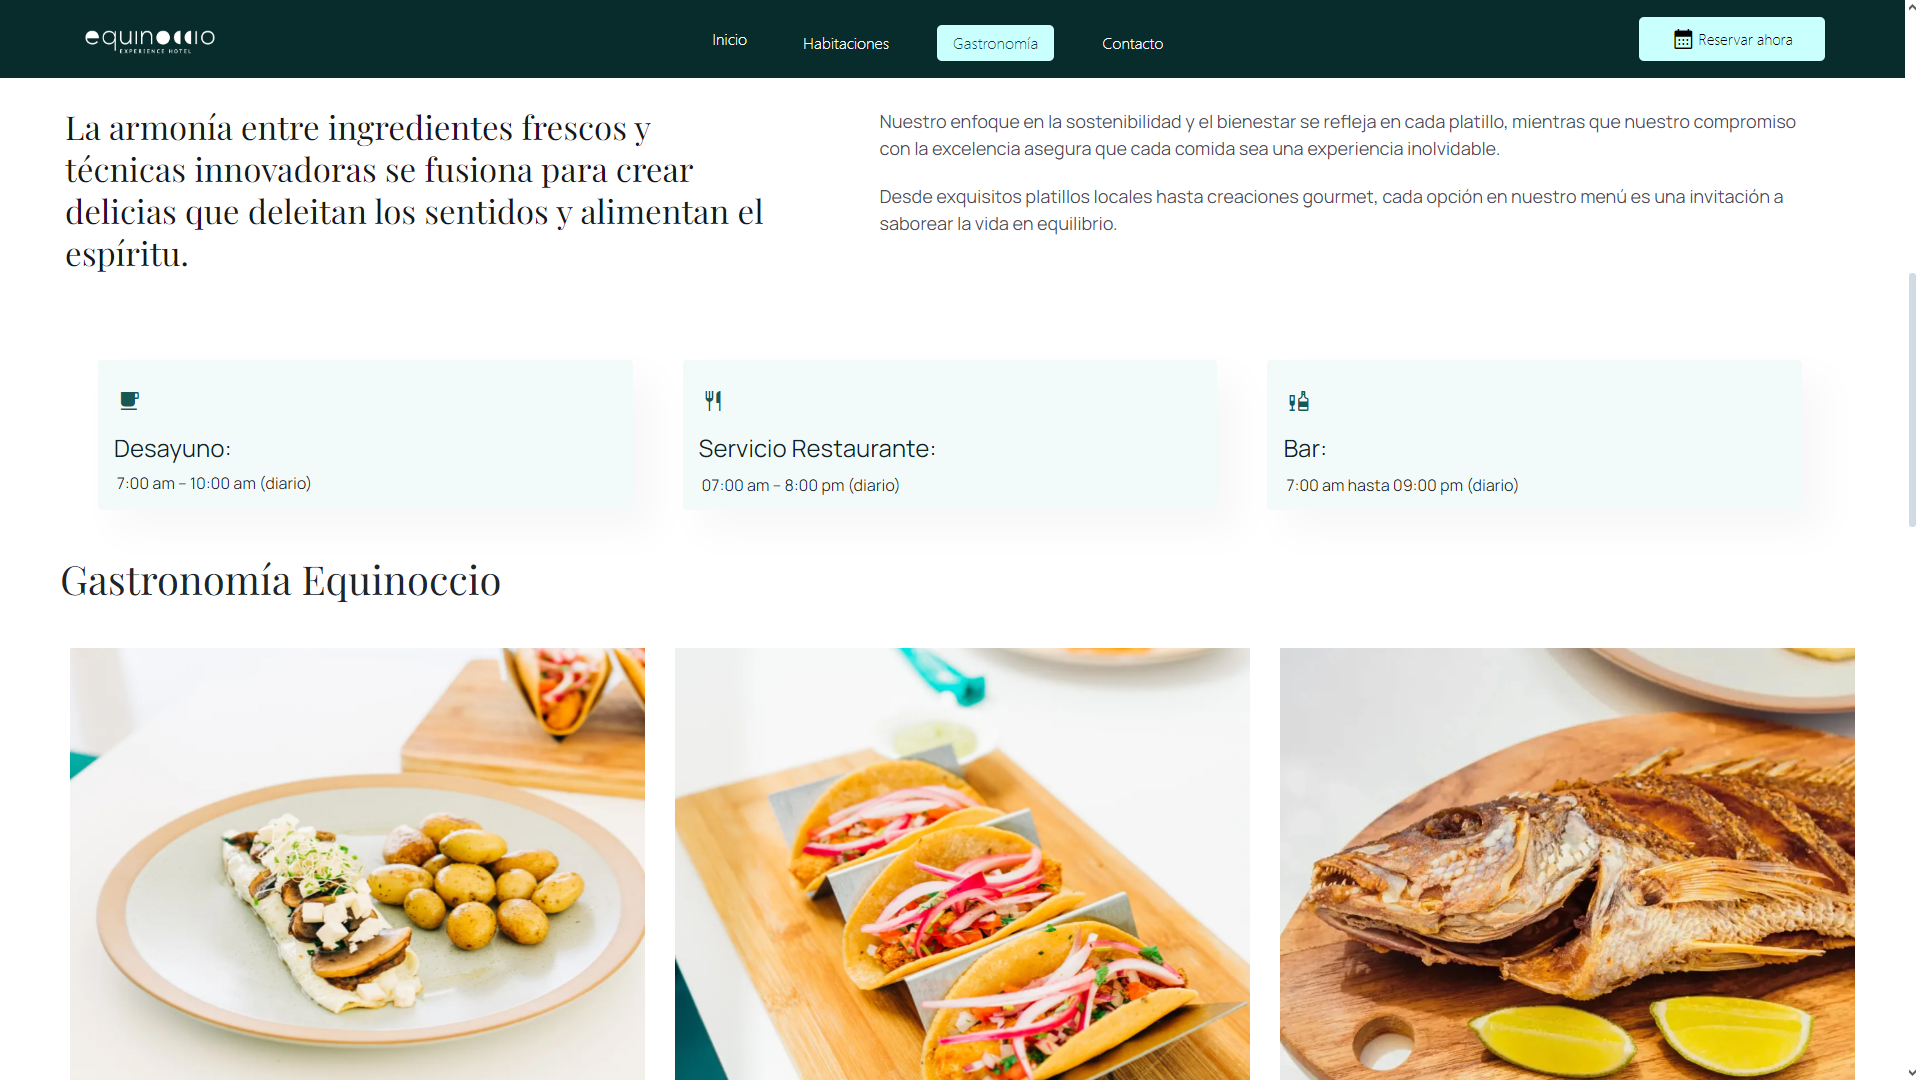 equinoccio
EXPERIENCE HOTEL
Inicio
Habitaciones
Gastronomía
Contacto
Reservar ahora
La armonía entre ingredientes frescos y
técnicas innovadoras se fusiona para crear
delicias que deleitan los sentidos y alimentan el
espíritu.
Nuestro enfoque en la sostenibilidad y el bienestar se refleja en cada platillo, mientras que nuestro compromiso
con la excelencia asegura que cada comida sea una experiencia inolvidable.
Desde exquisitos platillos locales hasta creaciones gourmet, cada opción en nuestro menú es una invitación a
saborear la vida en equilibrio.
Desayuno:
7:00 am – 10:00 am (diario)
Servicio Restaurante:
07:00 am – 8:00 pm (diario)
Bar:
7:00 am hasta 09:00 pm (diario)
Gastronomía Equinoccio